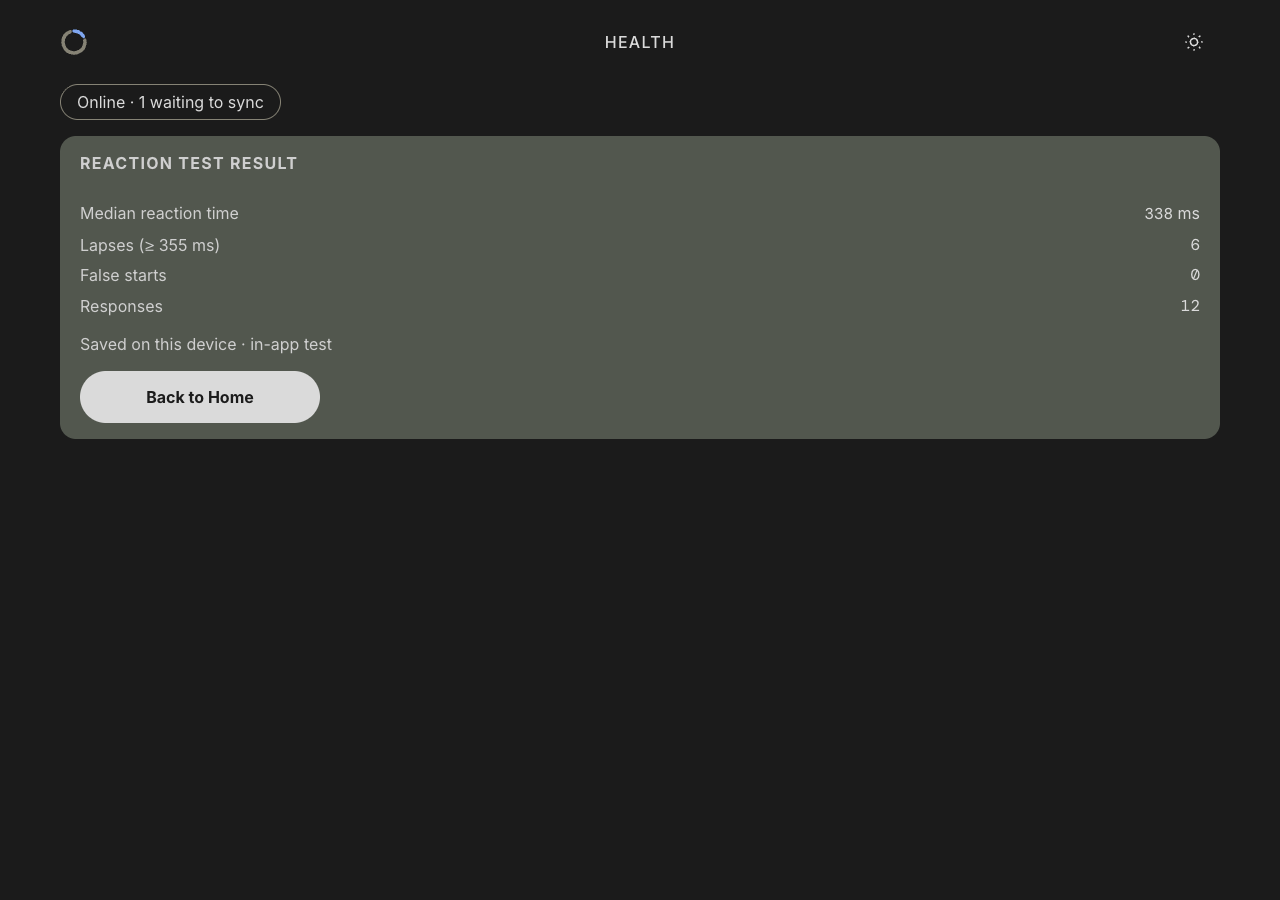 HEALTH
Online · 1 waiting to sync
REACTION TEST RESULT
Median reaction time 338 ms
Lapses (≥ 355 ms) 6
False starts 0
Responses 12
Saved on this device · in-app test
Back to Home